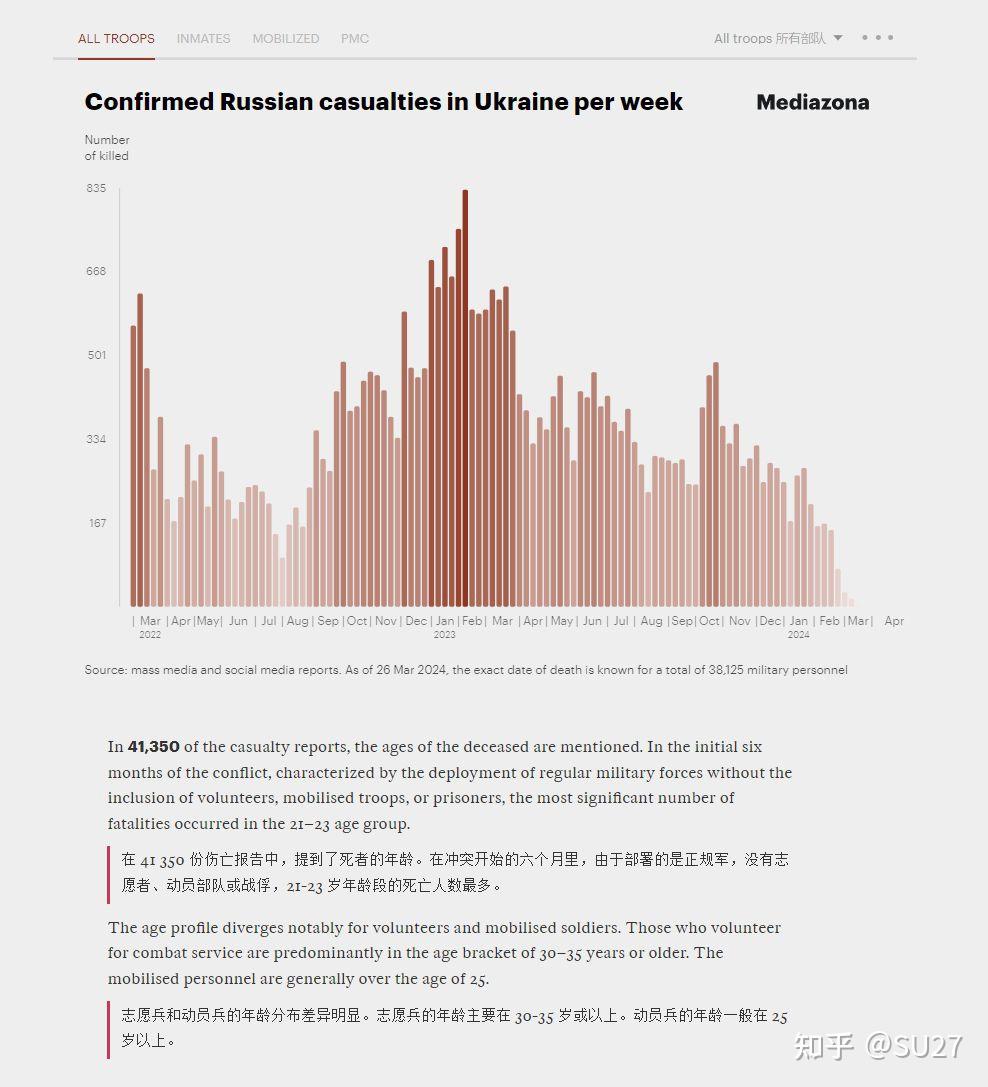 ALL TROOPS INMATES MOBILIZED PMC All troops 所有部队
Confirmed Russian casualties in Ukraine per week Mediazona
Number
of killed
835
668
501
334
167
Mar Apr May Jun Jul Aug Sep Oct Nov Dec Jan Feb Mar Apr May Jun Jul Aug Sep Oct Nov Dec Jan Feb Mar Apr
2022 2023 2024
Source: mass media and social media reports. As of 26 Mar 2024, the exact date of death is known for a total of 38,125 military personnel
In 41,350 of the casualty reports, the ages of the deceased are mentioned. In the initial six
months of the conflict, characterized by the deployment of regular military forces without the
inclusion of volunteers, mobilised troops, or prisoners, the most significant number of
fatalities occurred in the 21–23 age group.
在 41 350 份伤亡报告中，提到了死者的年龄。在冲突开始的六个月里，由于部署的是正规军，没有志
愿者、动员部队或战俘，21-23 岁年龄段的死亡人数最多。
The age profile diverges notably for volunteers and mobilised soldiers. Those who volunteer
for combat service are predominantly in the age bracket of 30–35 years or older. The
mobilised personnel are generally over the age of 25.
志愿兵和动员兵的年龄分布差异明显。志愿兵的年龄主要在 30-35 岁或以上。动员兵的年龄一般在 25
岁以上。
知乎 @SU27